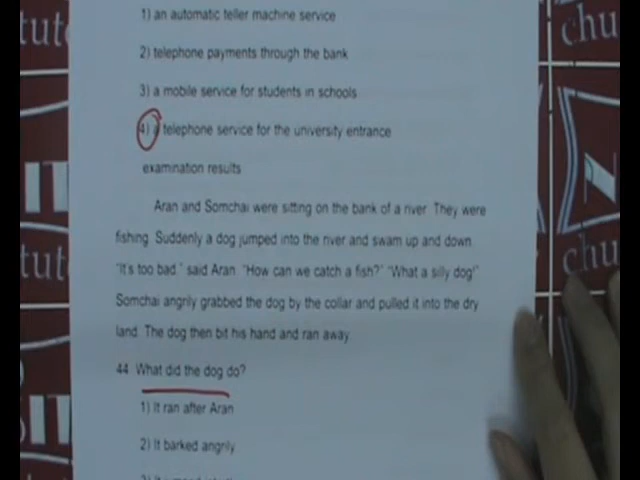 1) an automatic teller machine service
2) telephone payments through the bank
3) a mobile service for students in schools
4) a telephone service for the university entrance
examination results
Aran and Somchai were sitting on the bank of a river. They were
fishing. Suddenly a dog jumped into the river and swam up and down.
"It's too bad," said Aran. "How can we catch a fish?" "What a silly dog!"
Somchai angrily grabbed the dog by the collar and pulled it into the dry
land. The dog then bit his hand and ran away.
44. What did the dog do?
1) It ran after Aran
2) It barked angrily